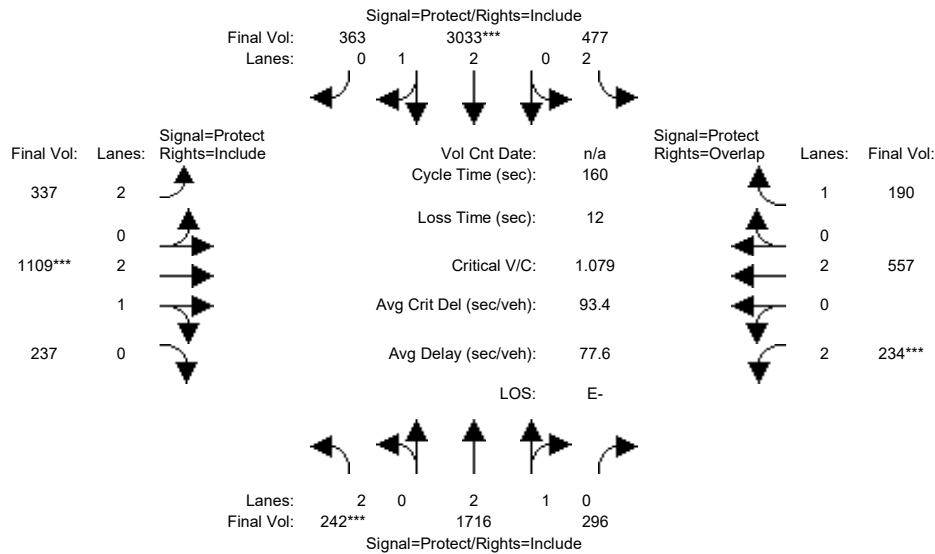 Signal=Protect/Rights=Include
Final Vol: 363 3033*** 477
Lanes: 0 1 2 0 2
Signal=Protect
Final Vol: Lanes: Rights=Include
Vol Cnt Date: n/a
Signal=Protect
Rights=Overlap Lanes: Final Vol:
Cycle Time (sec): 160
337 2
1 190
Loss Time (sec): 12
0
0
1109*** 2
Critical V/C: 1.079
2 557
1
Avg Crit Del (sec/veh): 93.4
0
237 0
Avg Delay (sec/veh): 77.6
2 234***
LOS: E-
Lanes: 2 0 2 1 0
Final Vol: 242*** 1716 296
Signal=Protect/Rights=Include